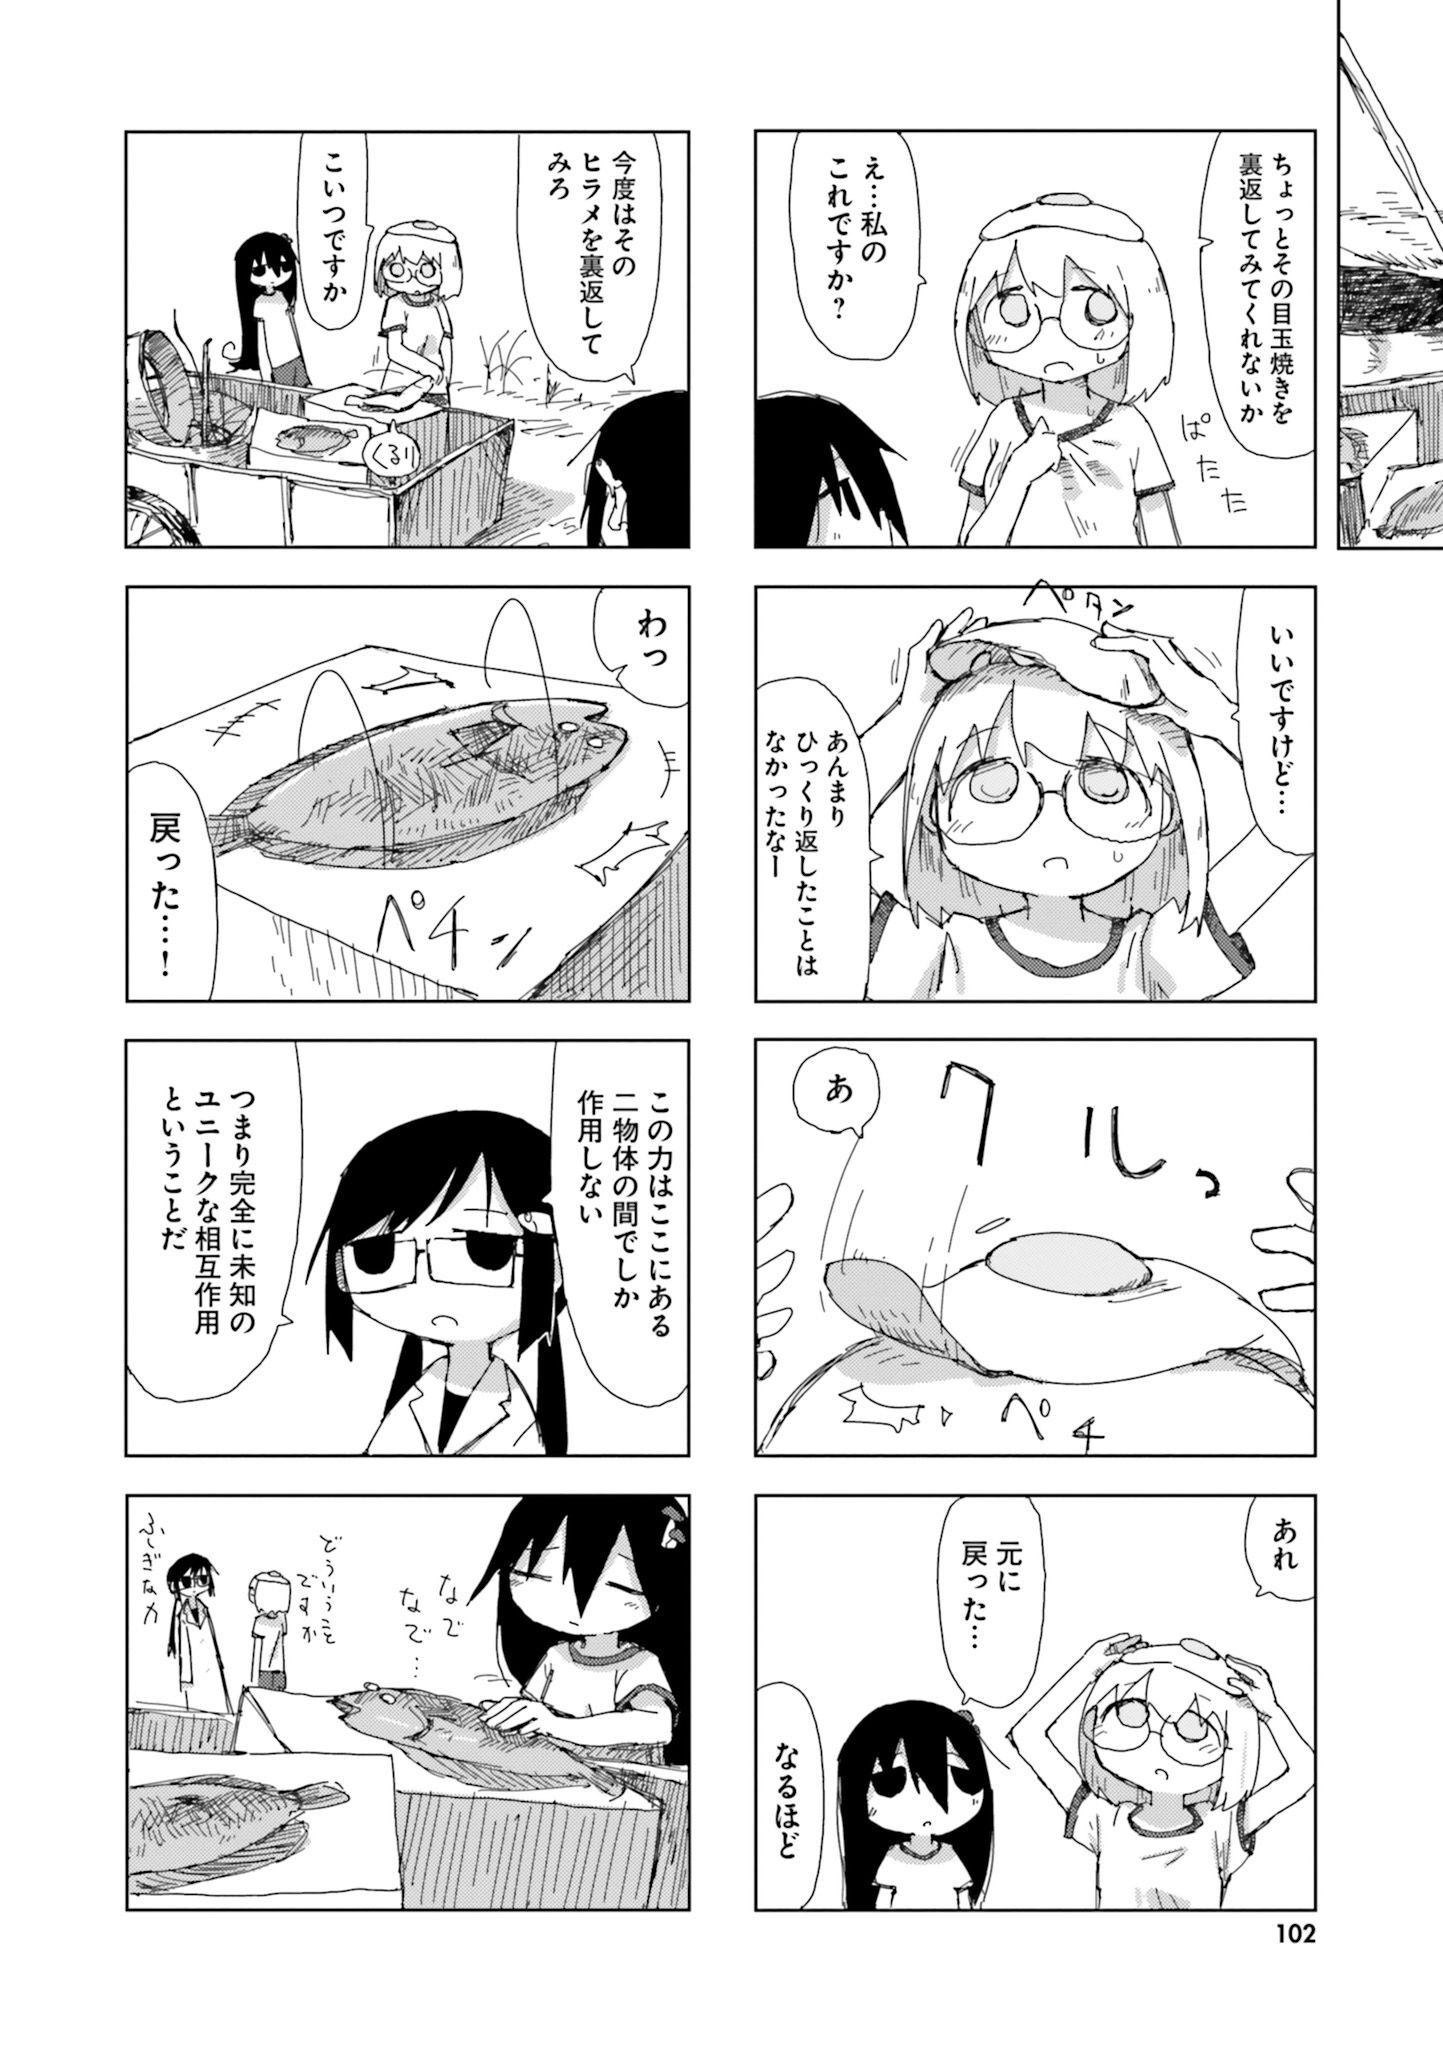 ちょっとその目玉焼きを
裏返してみてくれないか
え…私の
これですか？
ぱたた
いいですけど…
ペタン
あんまり
ひっくり返したことは
なかったなー
クルっ
あ
ペチ
あれ
元に
戻った…
なるほど
今度はその
ヒラメを裏返して
みろ
こいつですか
くるり
わっ
ペチン
戻った…！
この力はここにある
二物体の間でしか
作用しない
つまり完全に未知の
ユニークな相互作用
ということだ
なで
なで…
どういうこと
ですか
ふしぎな力
102